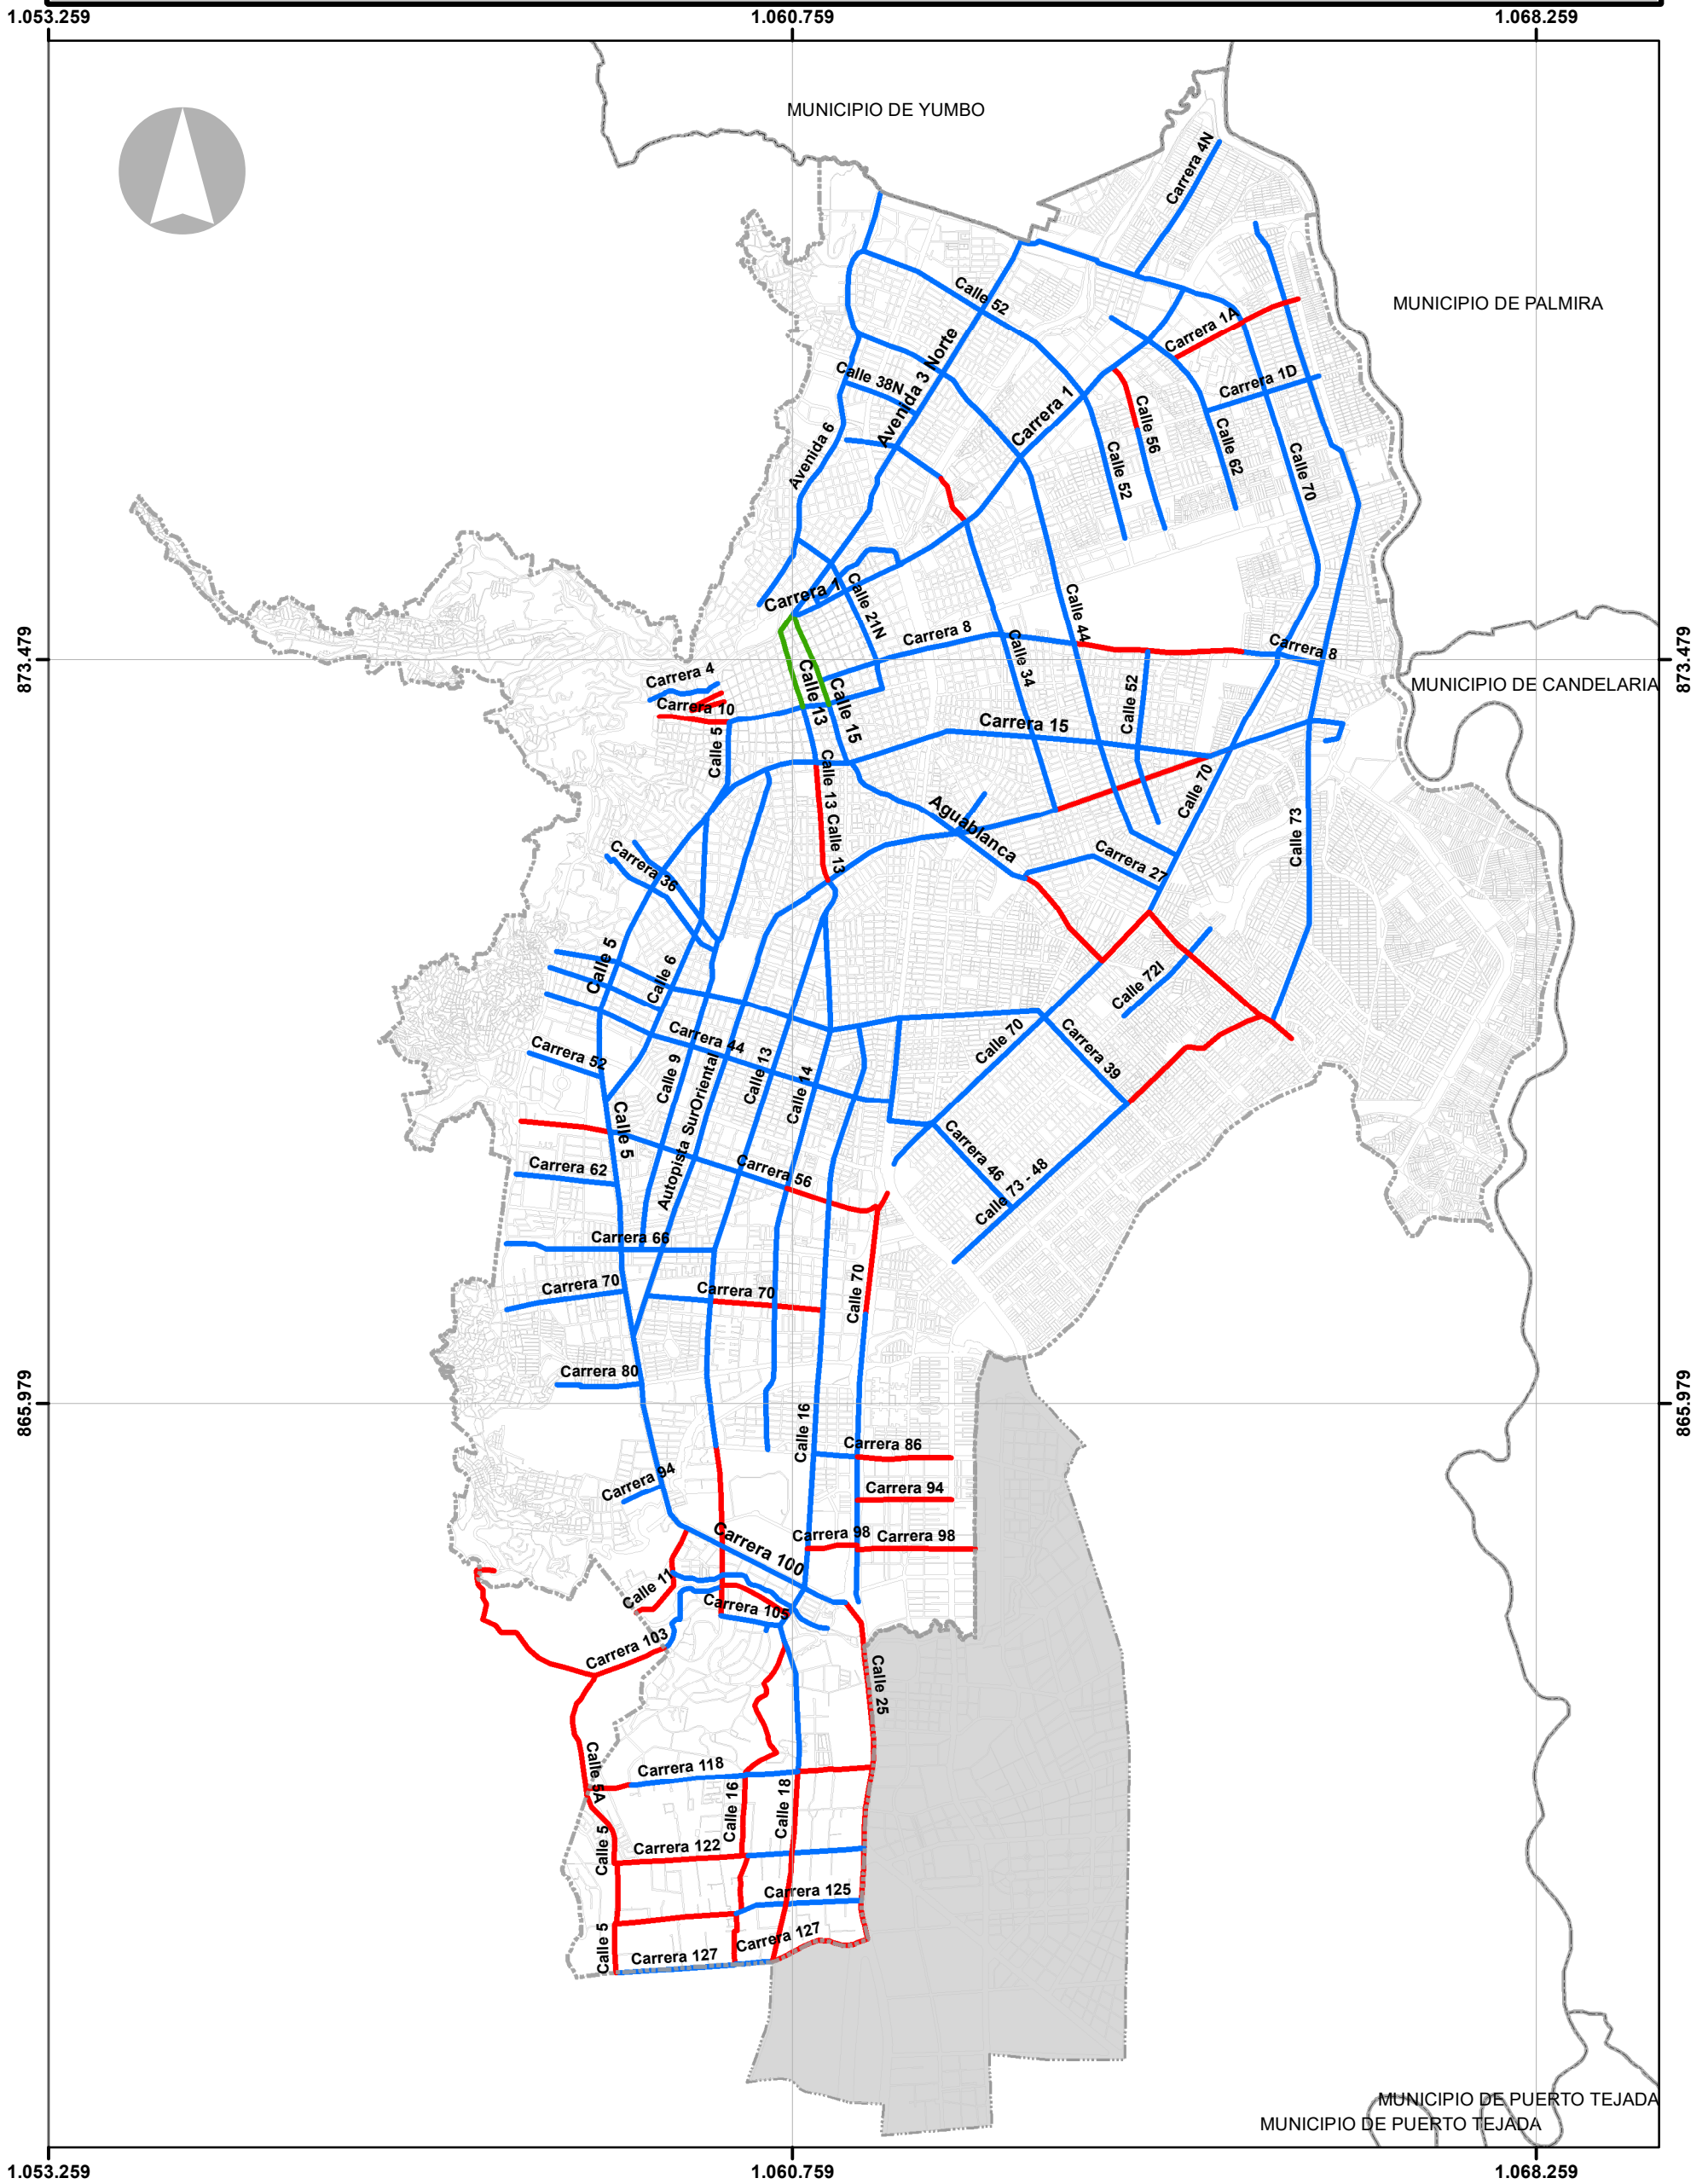 1.053.259
1.060.759
1.068.259
MUNICIPIO DE YUMBO
Carrera 4N
Calle 52
MUNICIPIO DE PALMIRA
Carrera 1A
Avenida 3 Norte
Calle 38N
Carrera 1D
Carrera 1
Calle 56
Avenida 6
Calle 62
Calle 52
Calle 70
Carrera 1
Calle 21N
Calle 44
Carrera 8
Carrera 8
873.479
873.479
Calle 34
Carrera 4
MUNICIPIO DE CANDELARIA
Calle 13
Calle 15
Carrera 10
Calle 52
Carrera 15
Calle 5
Calle 13
Calle 70
Aguablanca
Calle 73
Calle 13
Carrera 27
Carrera 36
Calle 5
Calle 6
Calle 72I
Calle 70
Carrera 39
Carrera 44
Carrera 52
Calle 9
Calle 13
Calle 14
Autopista SurOriental
Calle 5
Carrera 46
Carrera 62
Carrera 56
Calle 73 - 48
Carrera 66
Carrera 70
Carrera 70
Calle 70
Carrera 80
865.979
865.979
Calle 16
Carrera 86
Carrera 94
Carrera 94
Carrera 98
Carrera 98
Carrera 100
Calle 11
Carrera 105
Carrera 103
Calle 25
Calle 5A
Carrera 118
Calle 16
Calle 18
Calle 5
Carrera 122
Carrera 125
Calle 5
Carrera 127
Carrera 127
MUNICIPIO DE PUERTO TEJADA
MUNICIPIO DE PUERTO TEJADA
1.053.259
1.060.759
1.068.259